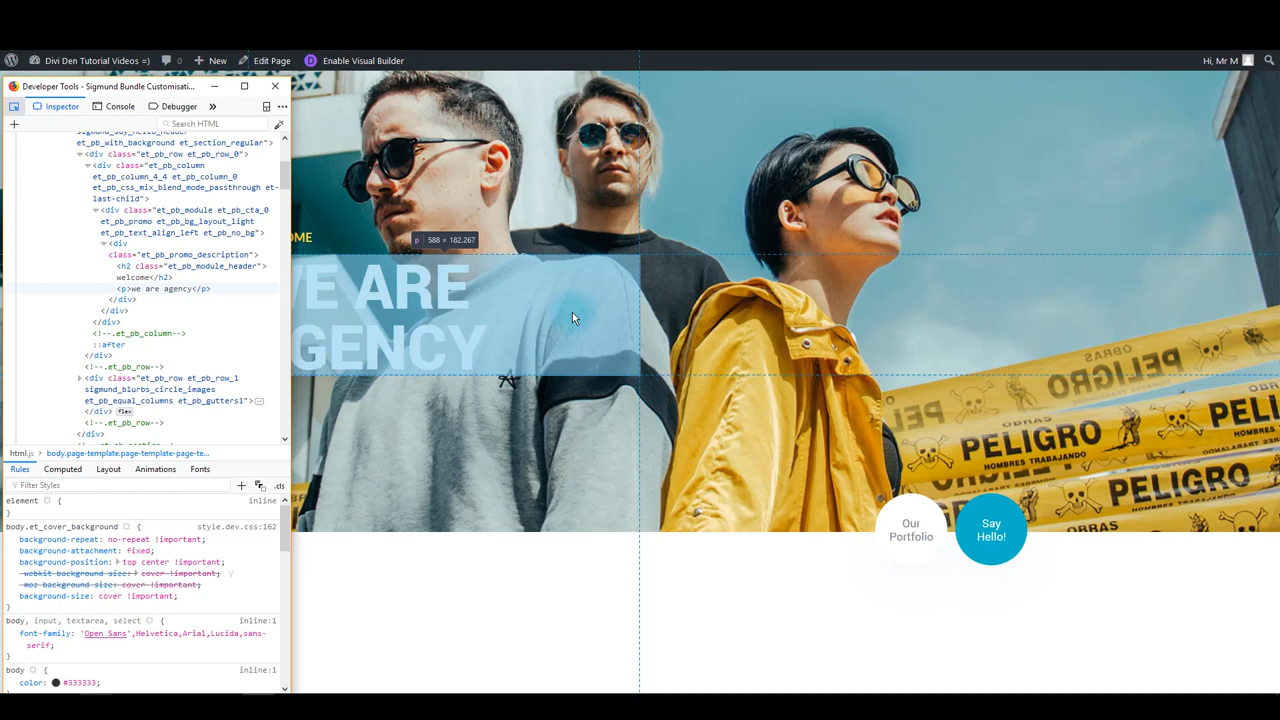 Divi Den Tutorial Videos =)
0
New
Edit Page
D
Enable Visual Builder
Hi, Mr M
Developer Tools - Sigmund Bundle Customisati...
Inspector
Console
Debugger
Search HTML
sigmund_say_hello_header
et_pb_with_background et_section_regular">
<div class="et_pb_row et_pb_row_0">
<div class="et_pb_column
et_pb_column_4_4 et_pb_column_0
et_pb_css_mix_blend_mode_passthrough et-
last-child">
<div class="et_pb_module et_pb_cta_0
et_pb_promo et_pb_bg_layout_light
et_pb_text_align_left et_pb_no_bg">
<div
class="et_pb_promo_description">
<h2 class="et_pb_module_header">
welcome</h2>
<p>we are agency</p>
</div>
</div>
</div>
<!--.et_pb_column-->
::after
</div>
<!--.et_pb_row-->
<div class="et_pb_row et_pb_row_1
sigmund_blurbs_circle_images
et_pb_equal_columns et_pb_gutters1">
</div> flex
<!--.et_pb_row-->
</div>
html.js > body.page-template.page-template-page-te...
Rules
Computed
Layout
Animations
Fonts
Filter Styles
.cls
element { inline
}
body.et_cover_background { style.dev.css:162
background-repeat: no-repeat !important;
background-attachment: fixed;
background-position: top center !important;
-webkit-background-size: cover !important;
-moz-background-size: cover !important;
background-size: cover !important;
}
body, input, textarea, select { inline:1
font-family: 'Open Sans',Helvetica,Arial,Lucida,sans-
serif;
}
body { inline:1
color: #333333;
OME
p 588 × 182.267
E ARE
GENCY
OBRAS
PELIGRO
PELIGRO
HOMBRES TRABAJANDO
PELIGRO
Our
Portfolio
Say
Hello!